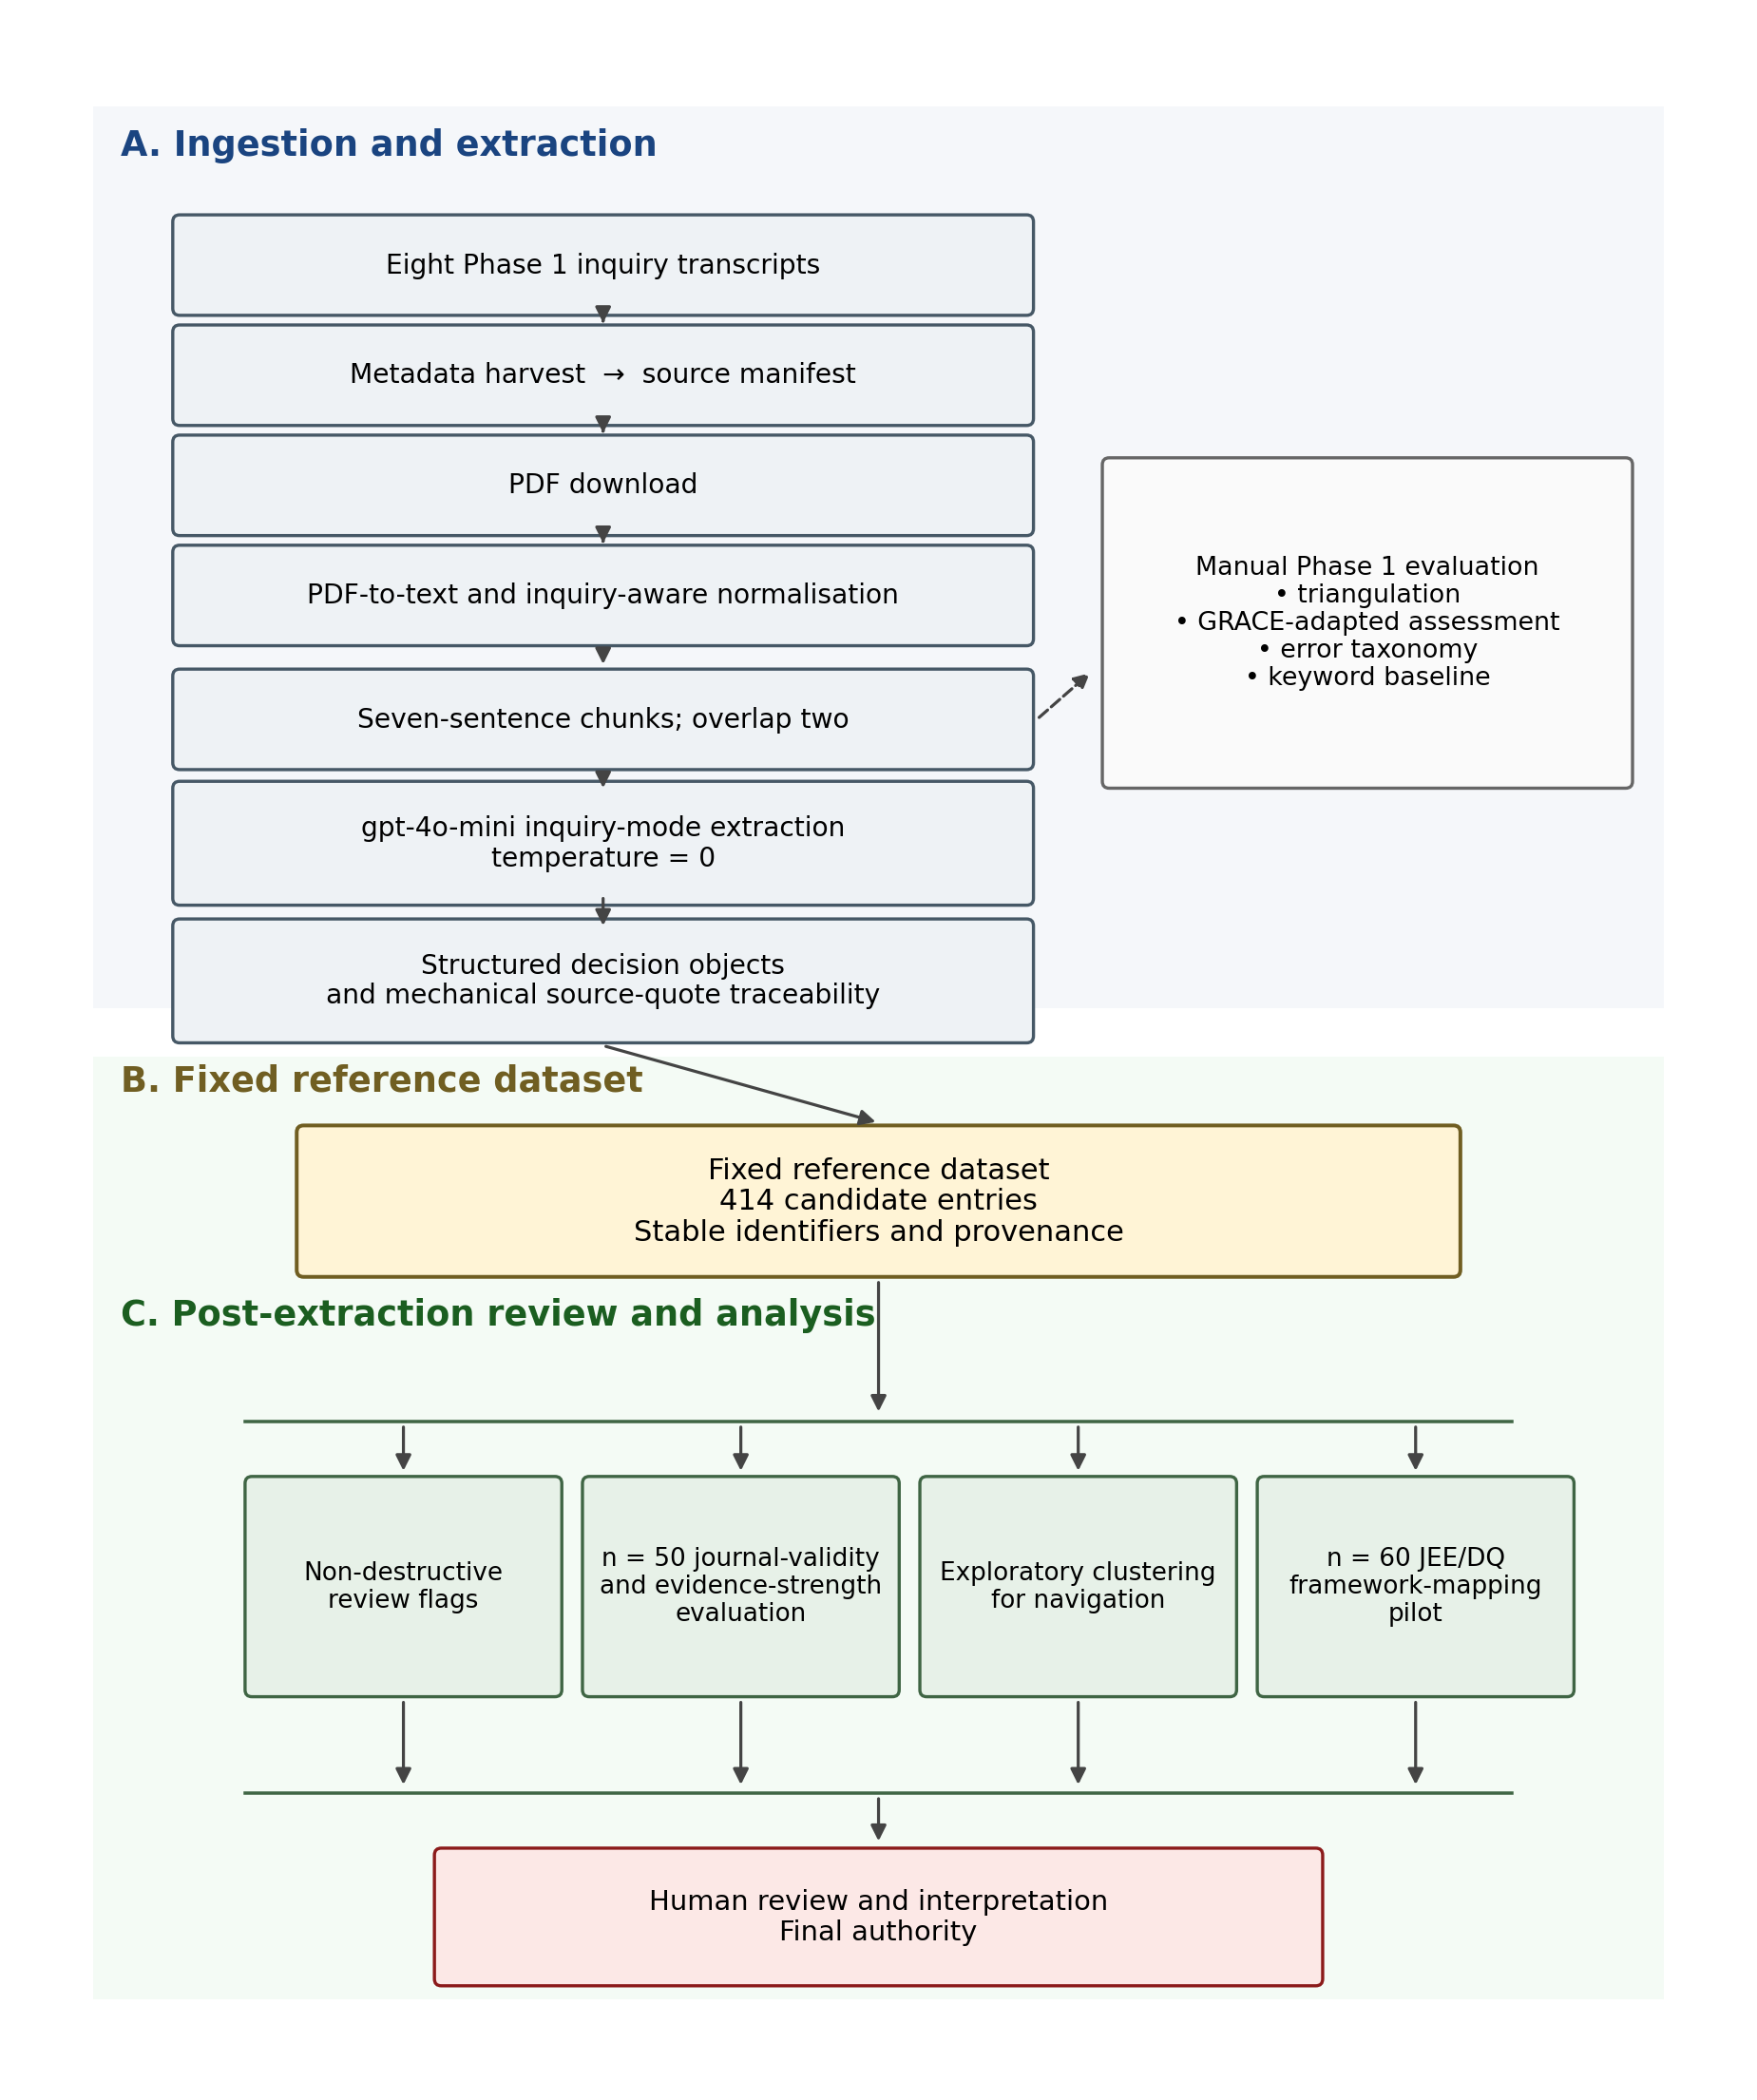 A. Ingestion and extraction
Eight Phase 1 inquiry transcripts
Metadata harvest → source manifest
PDF download
PDF-to-text and inquiry-aware normalisation
Seven-sentence chunks; overlap two
gpt-4o-mini inquiry-mode extraction
temperature = 0
Structured decision objects
and mechanical source-quote traceability
Manual Phase 1 evaluation
• triangulation
• GRACE-adapted assessment
• error taxonomy
• keyword baseline
B. Fixed reference dataset
Fixed reference dataset
414 candidate entries
Stable identifiers and provenance
C. Post-extraction review and analysis
Non-destructive
review flags
n = 50 journal-validity
and evidence-strength
evaluation
Exploratory clustering
for navigation
n = 60 JEE/DQ
framework-mapping
pilot
Human review and interpretation
Final authority